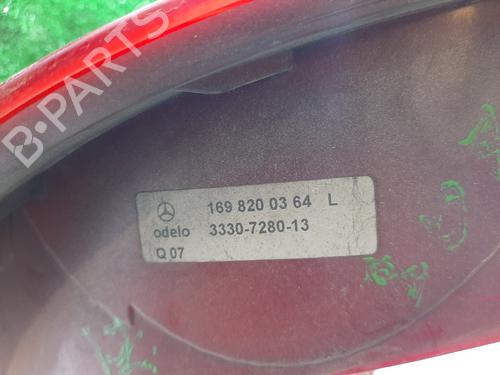 B-PARTS
169 820 03 64 L
odelo 3330-7280-13
Q 07